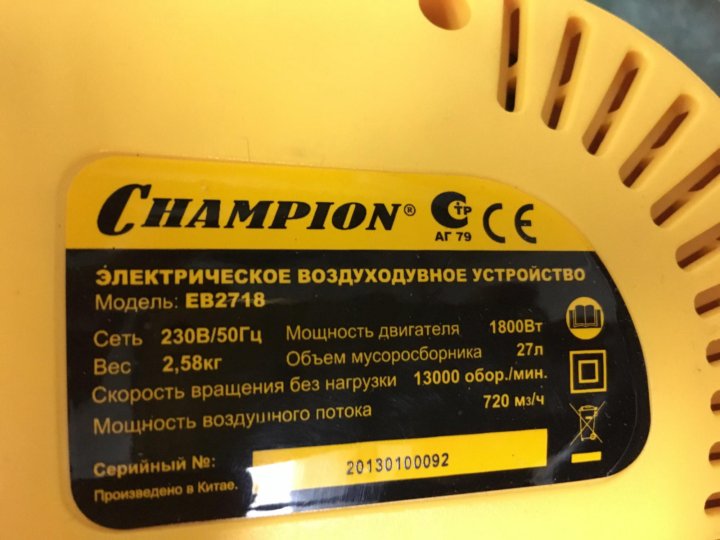 CHAMPION® СТР CE
АГ 79
ЭЛЕКТРИЧЕСКОЕ ВОЗДУХОДУВНОЕ УСТРОЙСТВО
Модель: EB2718
Сеть 230В/50Гц Мощность двигателя 1800Вт
Вес 2,58кг Объем мусоросборника 27л
Скорость вращения без нагрузки 13000 обор./мин.
Мощность воздушного потока 720 м3/ч
Серийный №: 20130100092
Произведено в Китае.